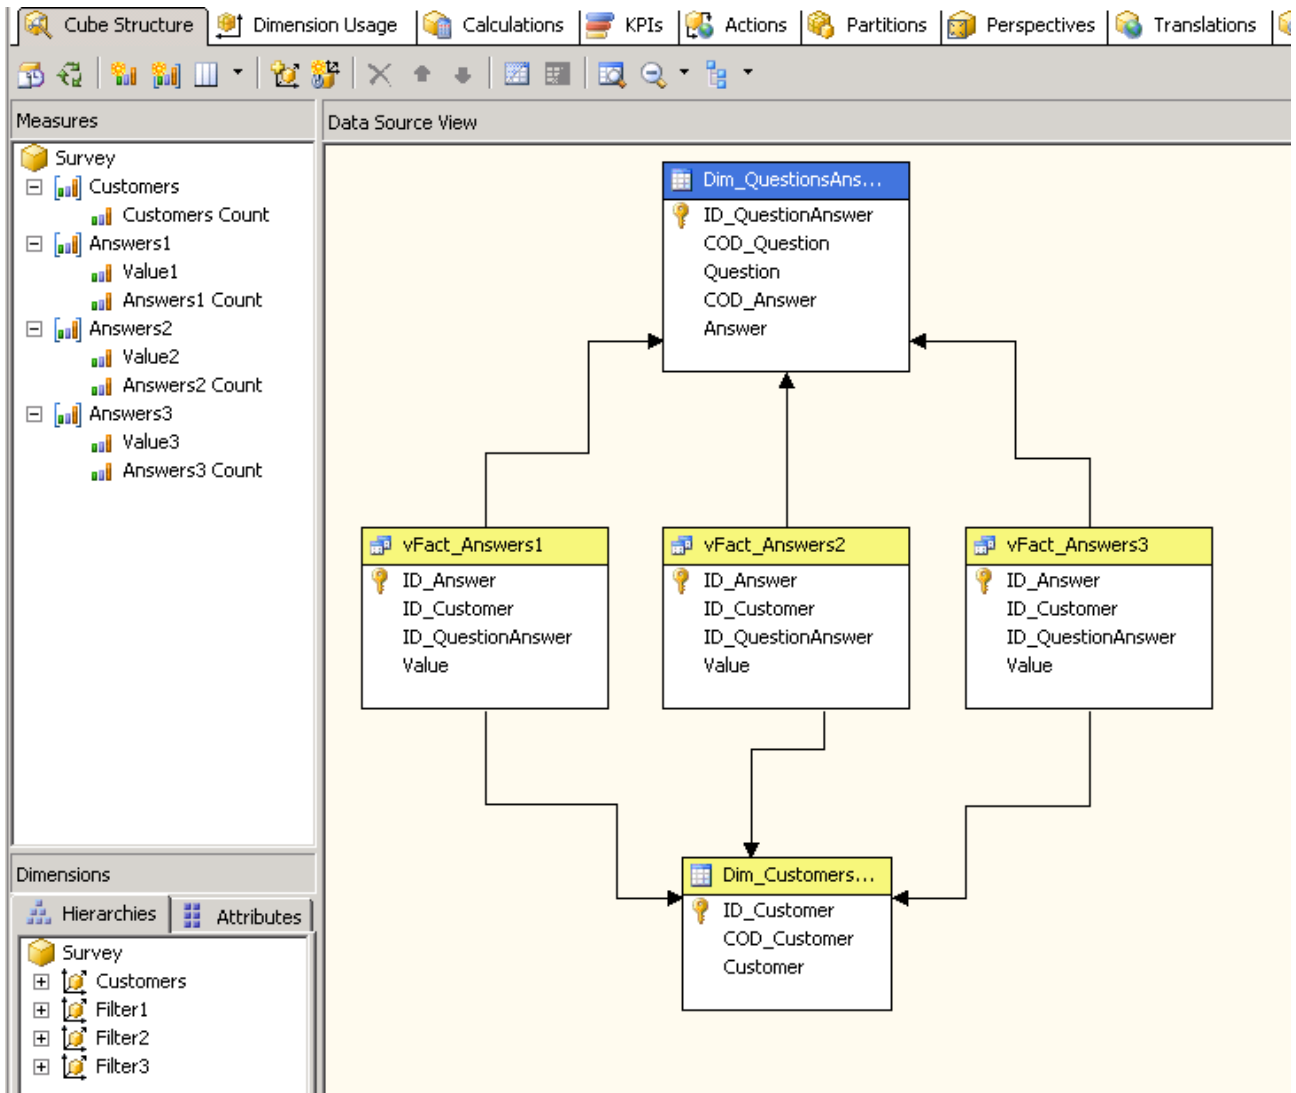 Cube Structure
Dimension Usage
Calculations
KPIs
Actions
Partitions
Perspectives
Translations
Measures
Survey
Customers
Customers Count
Answers1
Value1
Answers1 Count
Answers2
Value2
Answers2 Count
Answers3
Value3
Answers3 Count
Dimensions
Hierarchies
Attributes
Survey
Customers
Filter1
Filter2
Filter3
Data Source View
Dim_QuestionsAns...
ID_QuestionAnswer
COD_Question
Question
COD_Answer
Answer
vFact_Answers1
ID_Answer
ID_Customer
ID_QuestionAnswer
Value
vFact_Answers2
ID_Answer
ID_Customer
ID_QuestionAnswer
Value
vFact_Answers3
ID_Answer
ID_Customer
ID_QuestionAnswer
Value
Dim_Customers...
ID_Customer
COD_Customer
Customer